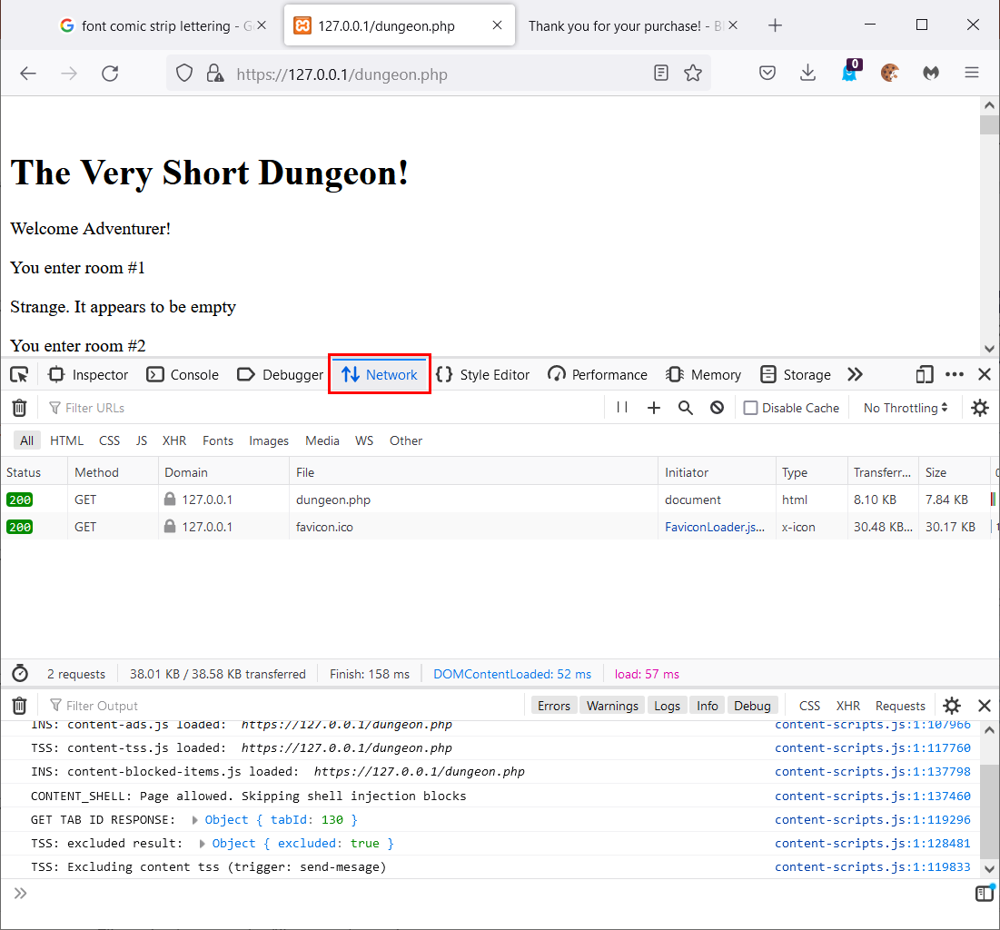 font comic strip lettering - G
127.0.0.1/dungeon.php
Thank you for your purchase! - Bl
https://127.0.0.1/dungeon.php
0
The Very Short Dungeon!
Welcome Adventurer!
You enter room #1
Strange. It appears to be empty
You enter room #2
Inspector Console Debugger Network Style Editor Performance Memory Storage
Filter URLs Disable Cache No Throttling
All HTML CSS JS XHR Fonts Images Media WS Other
Status Method Domain File Initiator Type Transferr... Size
200 GET 127.0.0.1 dungeon.php document html 8.10 KB 7.84 KB
200 GET 127.0.0.1 favicon.ico FaviconLoader.js... x-icon 30.48 KB... 30.17 KB
2 requests 38.01 KB / 38.58 KB transferred Finish: 158 ms DOMContentLoaded: 52 ms load: 57 ms
Filter Output Errors Warnings Logs Info Debug CSS XHR Requests
INS: content-ads.js loaded: https://127.0.0.1/dungeon.php content-scripts.js:1:107966
TSS: content-tss.js loaded: https://127.0.0.1/dungeon.php content-scripts.js:1:117760
INS: content-blocked-items.js loaded: https://127.0.0.1/dungeon.php content-scripts.js:1:137798
CONTENT_SHELL: Page allowed. Skipping shell injection blocks content-scripts.js:1:137460
GET TAB ID RESPONSE: Object { tabId: 130 } content-scripts.js:1:119296
TSS: excluded result: Object { excluded: true } content-scripts.js:1:128481
TSS: Excluding content tss (trigger: send-mesage) content-scripts.js:1:119833